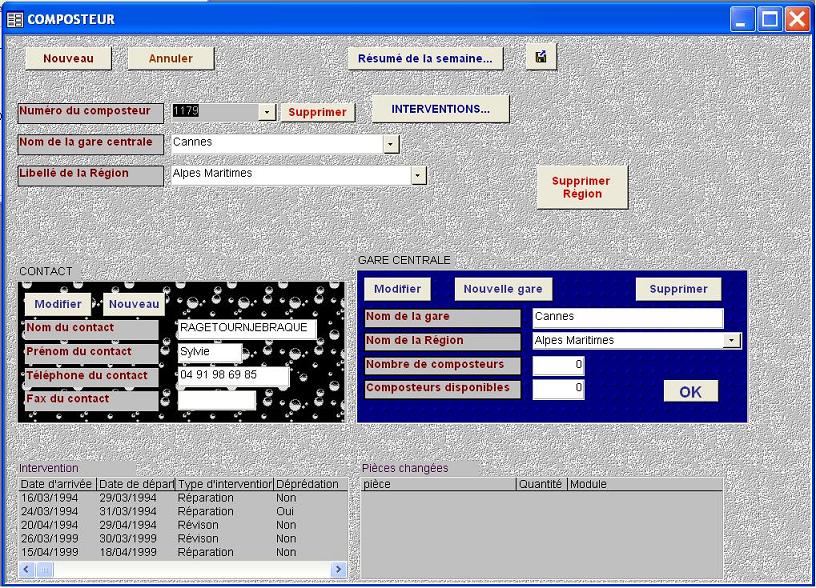 COMPOSTEUR
Nouveau Annuler Résumé de la semaine...
Numéro du composteur 1179 Supprimer INTERVENTIONS...
Nom de la gare centrale Cannes
Libellé de la Région Alpes Maritimes
Supprimer
Région
CONTACT
Modifier Nouveau
Nom du contact RAGETOURNJEBRAQUE
Prénom du contact Sylvie
Téléphone du contact 04 91 98 69 85
Fax du contact
GARE CENTRALE
Modifier Nouvelle gare Supprimer
Nom de la gare Cannes
Nom de la Région Alpes Maritimes
Nombre de composteurs 0
Composteurs disponibles 0
OK
Intervention
Date d'arrivée Date de départ Type d'intervention Déprédation
16/03/1994 29/03/1994 Réparation Non
24/03/1994 31/03/1994 Réparation Oui
20/04/1994 29/04/1994 Révison Non
26/03/1999 30/03/1999 Révison Non
15/04/1999 18/04/1999 Réparation Non
Pièces changées
pièce Quantité Module